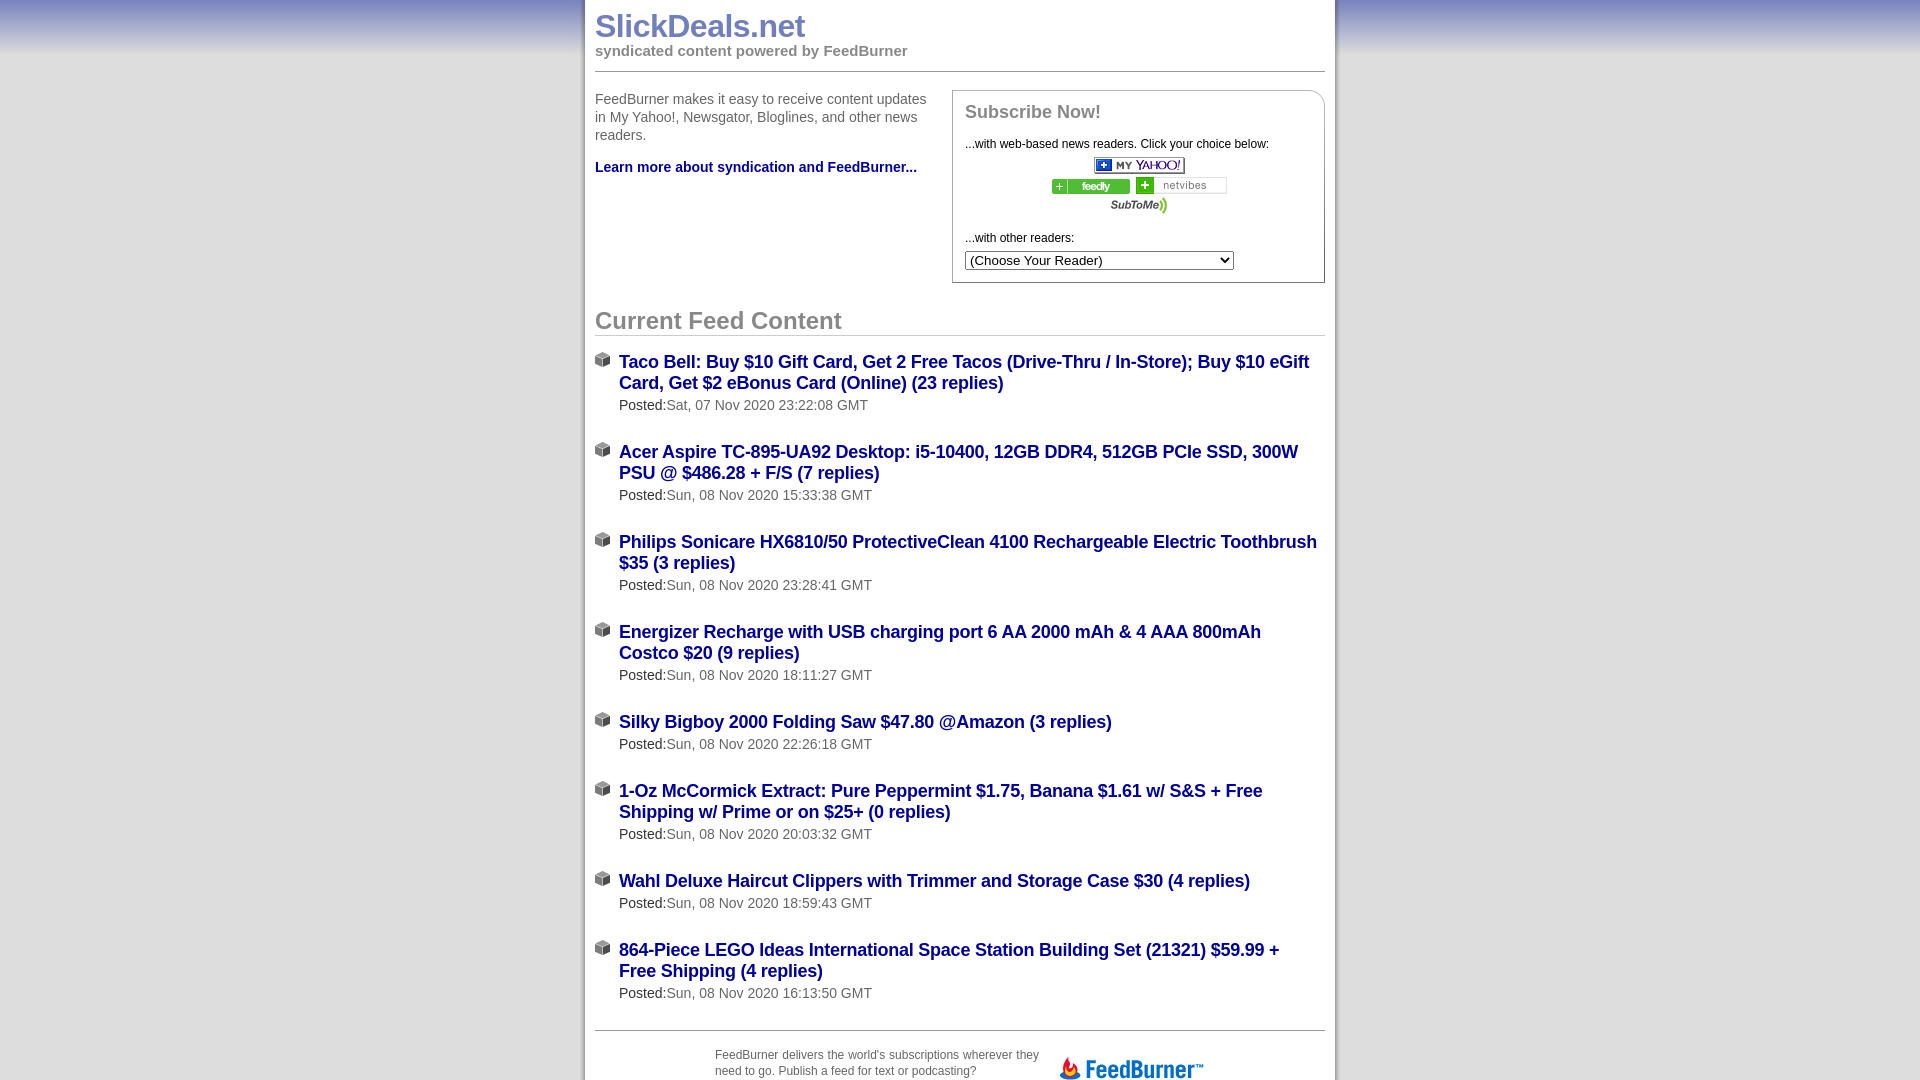 SlickDeals.net
syndicated content powered by FeedBurner
FeedBurner makes it easy to receive content updates
in My Yahoo!, Newsgator, Bloglines, and other news
readers.
Learn more about syndication and FeedBurner...
Subscribe Now!
...with web-based news readers. Click your choice below:
MY YAHOO!
feedly
netvibes
SubToMe
...with other readers:
(Choose Your Reader)
Current Feed Content
Taco Bell: Buy $10 Gift Card, Get 2 Free Tacos (Drive-Thru / In-Store); Buy $10 eGift
Card, Get $2 eBonus Card (Online) (23 replies)
Posted:Sat, 07 Nov 2020 23:22:08 GMT
Acer Aspire TC-895-UA92 Desktop: i5-10400, 12GB DDR4, 512GB PCIe SSD, 300W
PSU @ $486.28 + F/S (7 replies)
Posted:Sun, 08 Nov 2020 15:33:38 GMT
Philips Sonicare HX6810/50 ProtectiveClean 4100 Rechargeable Electric Toothbrush
$35 (3 replies)
Posted:Sun, 08 Nov 2020 23:28:41 GMT
Energizer Recharge with USB charging port 6 AA 2000 mAh & 4 AAA 800mAh
Costco $20 (9 replies)
Posted:Sun, 08 Nov 2020 18:11:27 GMT
Silky Bigboy 2000 Folding Saw $47.80 @Amazon (3 replies)
Posted:Sun, 08 Nov 2020 22:26:18 GMT
1-Oz McCormick Extract: Pure Peppermint $1.75, Banana $1.61 w/ S&S + Free
Shipping w/ Prime or on $25+ (0 replies)
Posted:Sun, 08 Nov 2020 20:03:32 GMT
Wahl Deluxe Haircut Clippers with Trimmer and Storage Case $30 (4 replies)
Posted:Sun, 08 Nov 2020 18:59:43 GMT
864-Piece LEGO Ideas International Space Station Building Set (21321) $59.99 +
Free Shipping (4 replies)
Posted:Sun, 08 Nov 2020 16:13:50 GMT
FeedBurner delivers the world's subscriptions wherever they
need to go. Publish a feed for text or podcasting?
FeedBurner™